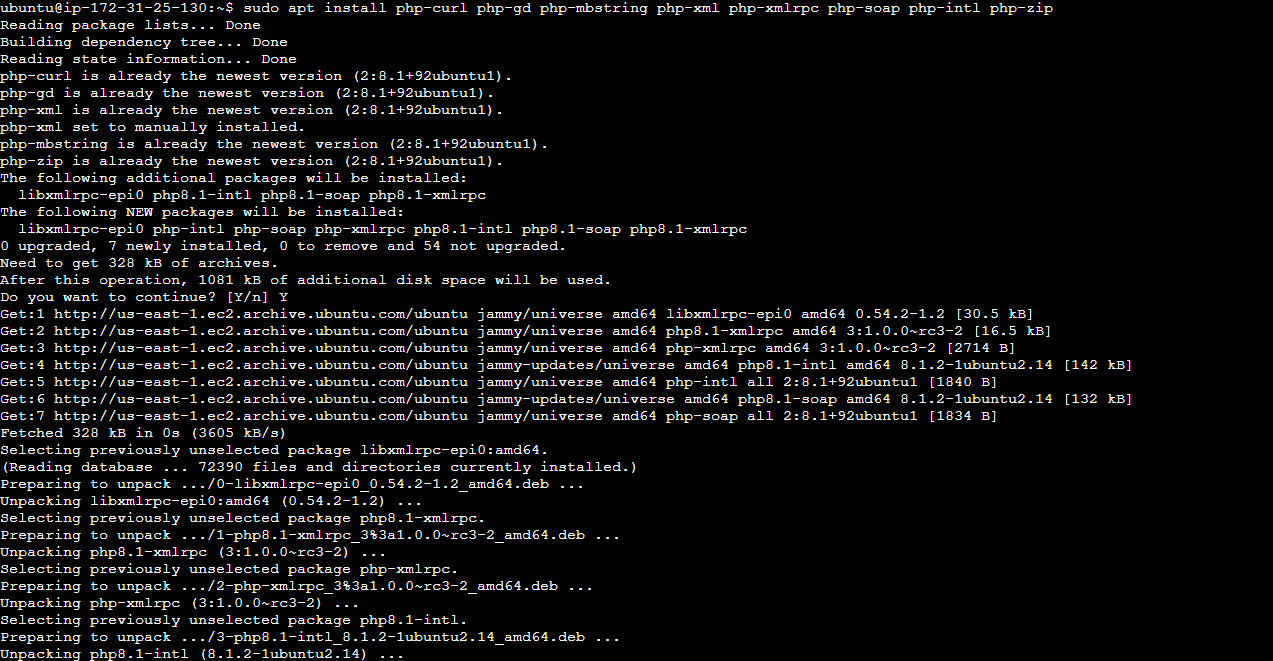 ubuntu@ip-172-31-25-130:~$ sudo apt install php-curl php-gd php-mbstring php-xml php-xmlrpc php-soap php-intl php-zip
Reading package lists... Done
Building dependency tree... Done
Reading state information... Done
php-curl is already the newest version (2:8.1+92ubuntu1).
php-gd is already the newest version (2:8.1+92ubuntu1).
php-xml is already the newest version (2:8.1+92ubuntu1).
php-xml set to manually installed.
php-mbstring is already the newest version (2:8.1+92ubuntu1).
php-zip is already the newest version (2:8.1+92ubuntu1).
The following additional packages will be installed:
  libxmlrpc-epi0 php8.1-intl php8.1-soap php8.1-xmlrpc
The following NEW packages will be installed:
  libxmlrpc-epi0 php-intl php-soap php-xmlrpc php8.1-intl php8.1-soap php8.1-xmlrpc
0 upgraded, 7 newly installed, 0 to remove and 54 not upgraded.
Need to get 328 kB of archives.
After this operation, 1081 kB of additional disk space will be used.
Do you want to continue? [Y/n] Y
Get:1 http://us-east-1.ec2.archive.ubuntu.com/ubuntu jammy/universe amd64 libxmlrpc-epi0 amd64 0.54.2-1.2 [30.5 kB]
Get:2 http://us-east-1.ec2.archive.ubuntu.com/ubuntu jammy/universe amd64 php8.1-xmlrpc amd64 3:1.0.0~rc3-2 [16.5 kB]
Get:3 http://us-east-1.ec2.archive.ubuntu.com/ubuntu jammy/universe amd64 php-xmlrpc amd64 3:1.0.0~rc3-2 [2714 B]
Get:4 http://us-east-1.ec2.archive.ubuntu.com/ubuntu jammy-updates/universe amd64 php8.1-intl amd64 8.1.2-1ubuntu2.14 [142 kB]
Get:5 http://us-east-1.ec2.archive.ubuntu.com/ubuntu jammy/universe amd64 php-intl all 2:8.1+92ubuntu1 [1840 B]
Get:6 http://us-east-1.ec2.archive.ubuntu.com/ubuntu jammy-updates/universe amd64 php8.1-soap amd64 8.1.2-1ubuntu2.14 [132 kB]
Get:7 http://us-east-1.ec2.archive.ubuntu.com/ubuntu jammy/universe amd64 php-soap all 2:8.1+92ubuntu1 [1834 B]
Fetched 328 kB in 0s (3605 kB/s)
Selecting previously unselected package libxmlrpc-epi0:amd64.
(Reading database ... 72390 files and directories currently installed.)
Preparing to unpack .../0-libxmlrpc-epi0_0.54.2-1.2_amd64.deb ...
Unpacking libxmlrpc-epi0:amd64 (0.54.2-1.2) ...
Selecting previously unselected package php8.1-xmlrpc.
Preparing to unpack .../1-php8.1-xmlrpc_3%3a1.0.0~rc3-2_amd64.deb ...
Unpacking php8.1-xmlrpc (3:1.0.0~rc3-2) ...
Selecting previously unselected package php-xmlrpc.
Preparing to unpack .../2-php-xmlrpc_3%3a1.0.0~rc3-2_amd64.deb ...
Unpacking php-xmlrpc (3:1.0.0~rc3-2) ...
Selecting previously unselected package php8.1-intl.
Preparing to unpack .../3-php8.1-intl_8.1.2-1ubuntu2.14_amd64.deb ...
Unpacking php8.1-intl (8.1.2-1ubuntu2.14) ...